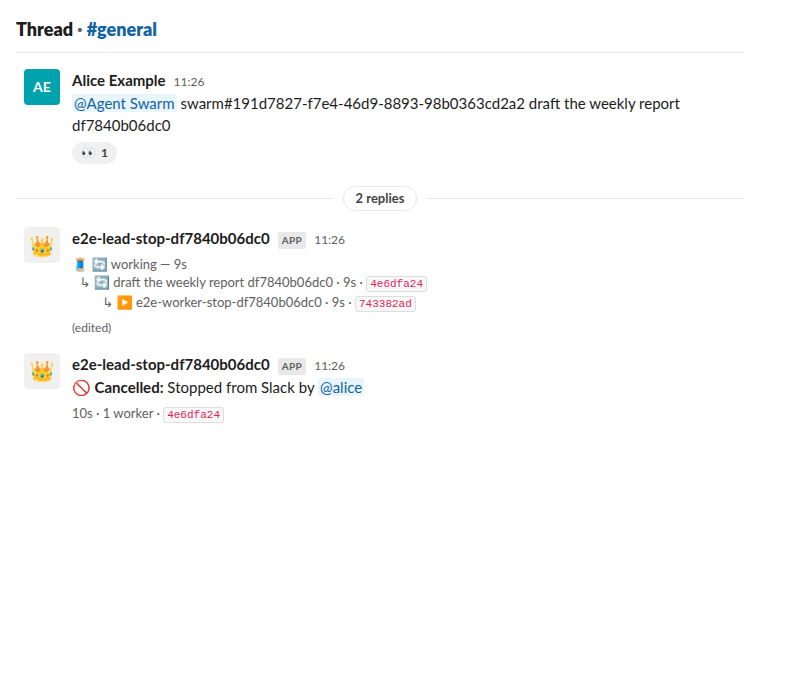 Thread • #general
AE
Alice Example 11:26
@Agent Swarm swarm#191d7827-f7e4-46d9-8893-98b0363cd2a2 draft the weekly report
df7840b06dc0
👀 1
2 replies
e2e-lead-stop-df7840b06dc0 APP 11:26
🧵 🔄 working — 9s
↳ 🔄 draft the weekly report df7840b06dc0 · 9s · 4e6dfa24
↳ ▶️ e2e-worker-stop-df7840b06dc0 · 9s · 743382ad
(edited)
e2e-lead-stop-df7840b06dc0 APP 11:26
🚫 Cancelled: Stopped from Slack by @alice
10s · 1 worker · 4e6dfa24